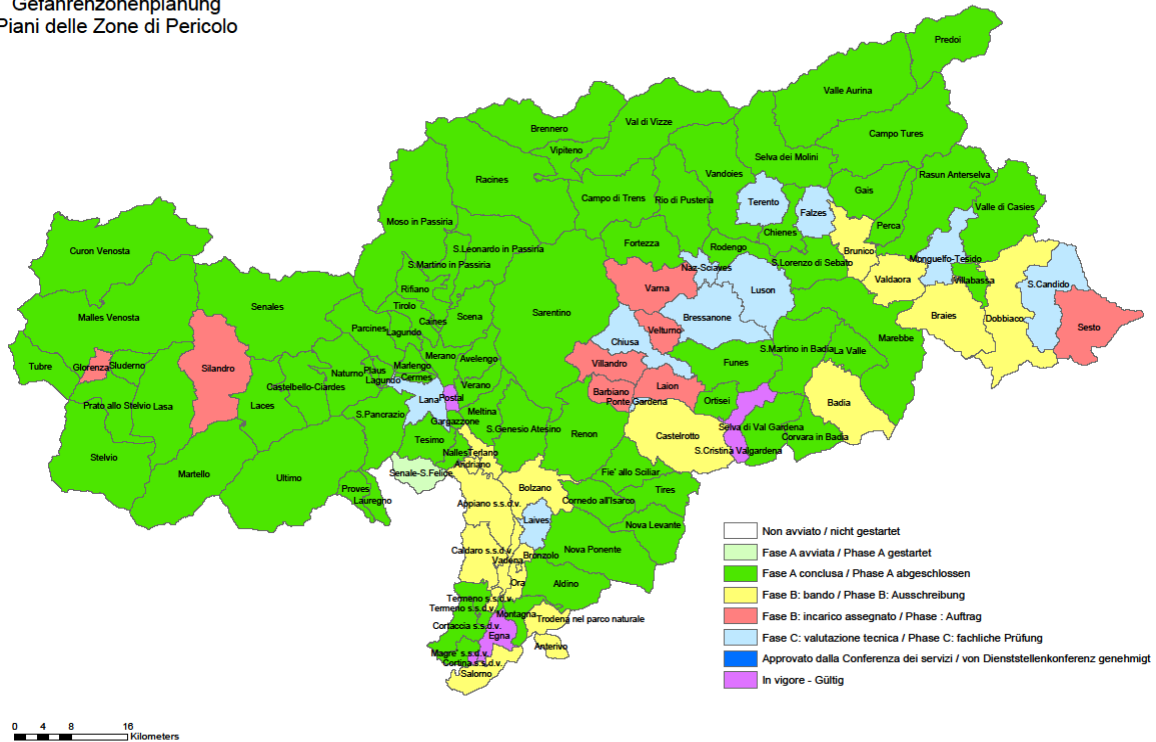 Gefahrenzonenplanung
Piani delle Zone di Pericolo
Predoi
Valle Aurina
Brennero
Val di Vizze
Campo Tures
Vipiteno
Selva dei Molini
Racines
Vandoies
Rasun Anterselva
Campo di Trens
Rio di Pusteria
Terento
Gais
Falzes
Valle di Casies
Moso in Passiria
Perca
Chienes
Fortezza
Rodengo
Brunico
Curon Venosta
S.Leonardo in Passiria
Monguelfo-Tesido
S.Martino in Passiria
Naz-Sciaves
S.Lorenzo di Sebato
Valdaora
Villabassa
S.Candido
Rifiano
Varna
Luson
Senales
Tirolo
Malles Venosta
Scena
Sarentino
Bressanone
Braies
Dobbiaco
Caines
Parcines
Lagundo
Velturno
Sesto
Chiusa
Marebbe
Merano
Avelengo
S.Martino in Badia
La Valle
Tubre
Glorenza
Sluderno
Silandro
Marlengo
Villandro
Funes
Naturno
Plaus
Lagundo
Cermes
Castelbello-Ciardes
Verano
Barbiano
Laion
Lana
Postal
Ortisei
Ponte Gardena
Badia
Prato allo Stelvio
Lasa
Laces
S.Pancrazio
Meltina
Gargazzone
S.Genesio Atesino
Renon
Castelrotto
Selva di Val Gardena
Corvara in Badia
Tesimo
S.Cristina Valgardena
Stelvio
Nalles
Terlano
Andriano
Martello
Ultimo
Senale-S.Felice
Fie' allo Sciliar
Proves
Bolzano
Tires
Lauregno
Cornedo all'Isarco
Appiano s.s.d.v.
Laives
Nova Levante
Caldaro s.s.d.v.
Nova Ponente
Vadena
Bronzolo
Ora
Aldino
Termeno s.s.d.v.
Termeno s.s.d.v.
Montagna
Trodena nel parco naturale
Cortaccia s.s.d.v.
Egna
Anterivo
Magre' s.s.d.v.
Cortina s.s.d.v.
Salorno
Non avviato / nicht gestartet
Fase A avviata / Phase A gestartet
Fase A conclusa / Phase A abgeschlossen
Fase B: bando / Phase B: Ausschreibung
Fase B: incarico assegnato / Phase : Auftrag
Fase C: valutazione tecnica / Phase C: fachliche Prüfung
Approvato dalla Conferenza dei servizi / von Dienststellenkonferenz genehmigt
In vigore - Gültig
0 4 8 16
Kilometers